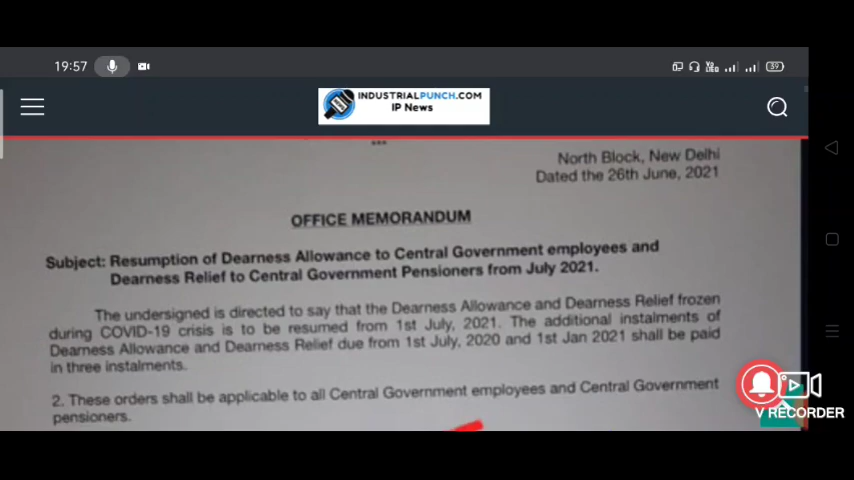 19:57
39
INDUSTRIALPUNCH.COM
IP News
North Block, New Delhi
Dated the 26th June, 2021
OFFICE MEMORANDUM
Subject: Resumption of Dearness Allowance to Central Government employees and
Dearness Relief to Central Government Pensioners from July 2021.
The undersigned is directed to say that the Dearness Allowance and Dearness Relief frozen
during COVID-19 crisis is to be resumed from 1st July, 2021. The additional instalments of
Dearness Allowance and Dearness Relief due from 1st July, 2020 and 1st Jan 2021 shall be paid
in three instalments.
2. These orders shall be applicable to all Central Government employees and Central Government
pensioners.
V RECORDER